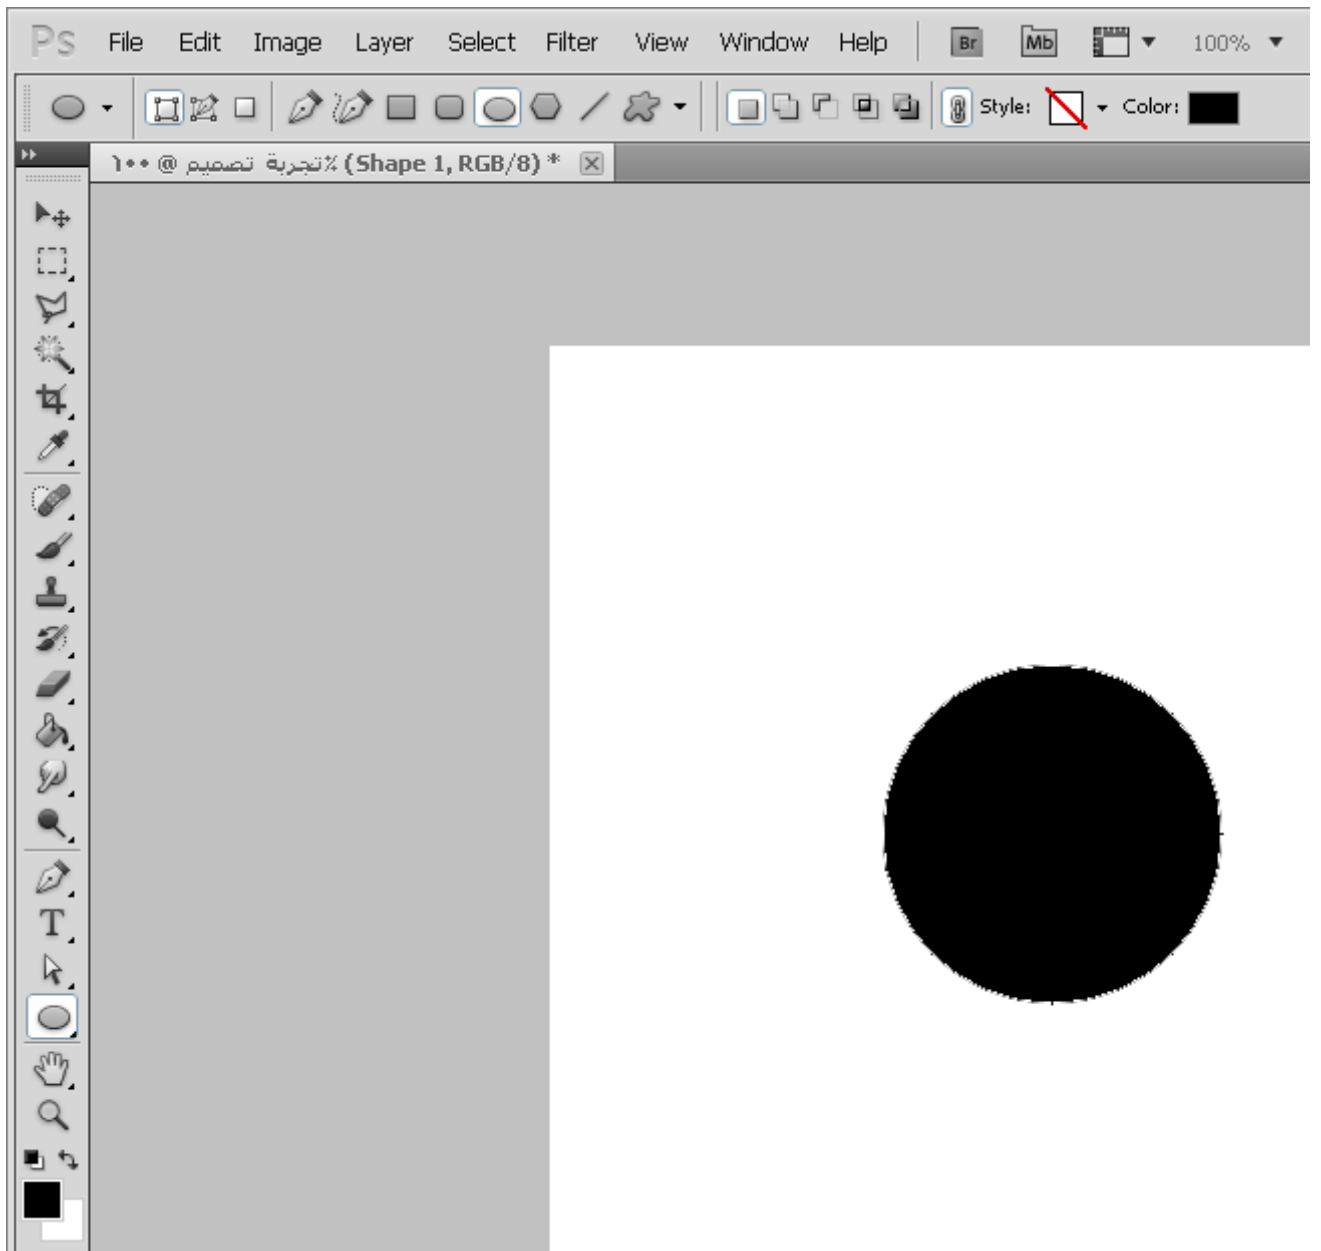 Ps File Edit Image Layer Select Filter View Window Help Br Mb 100%
Style: Color:
تجربة تصميم @ ١٠٠% (Shape 1, RGB/8) *
T